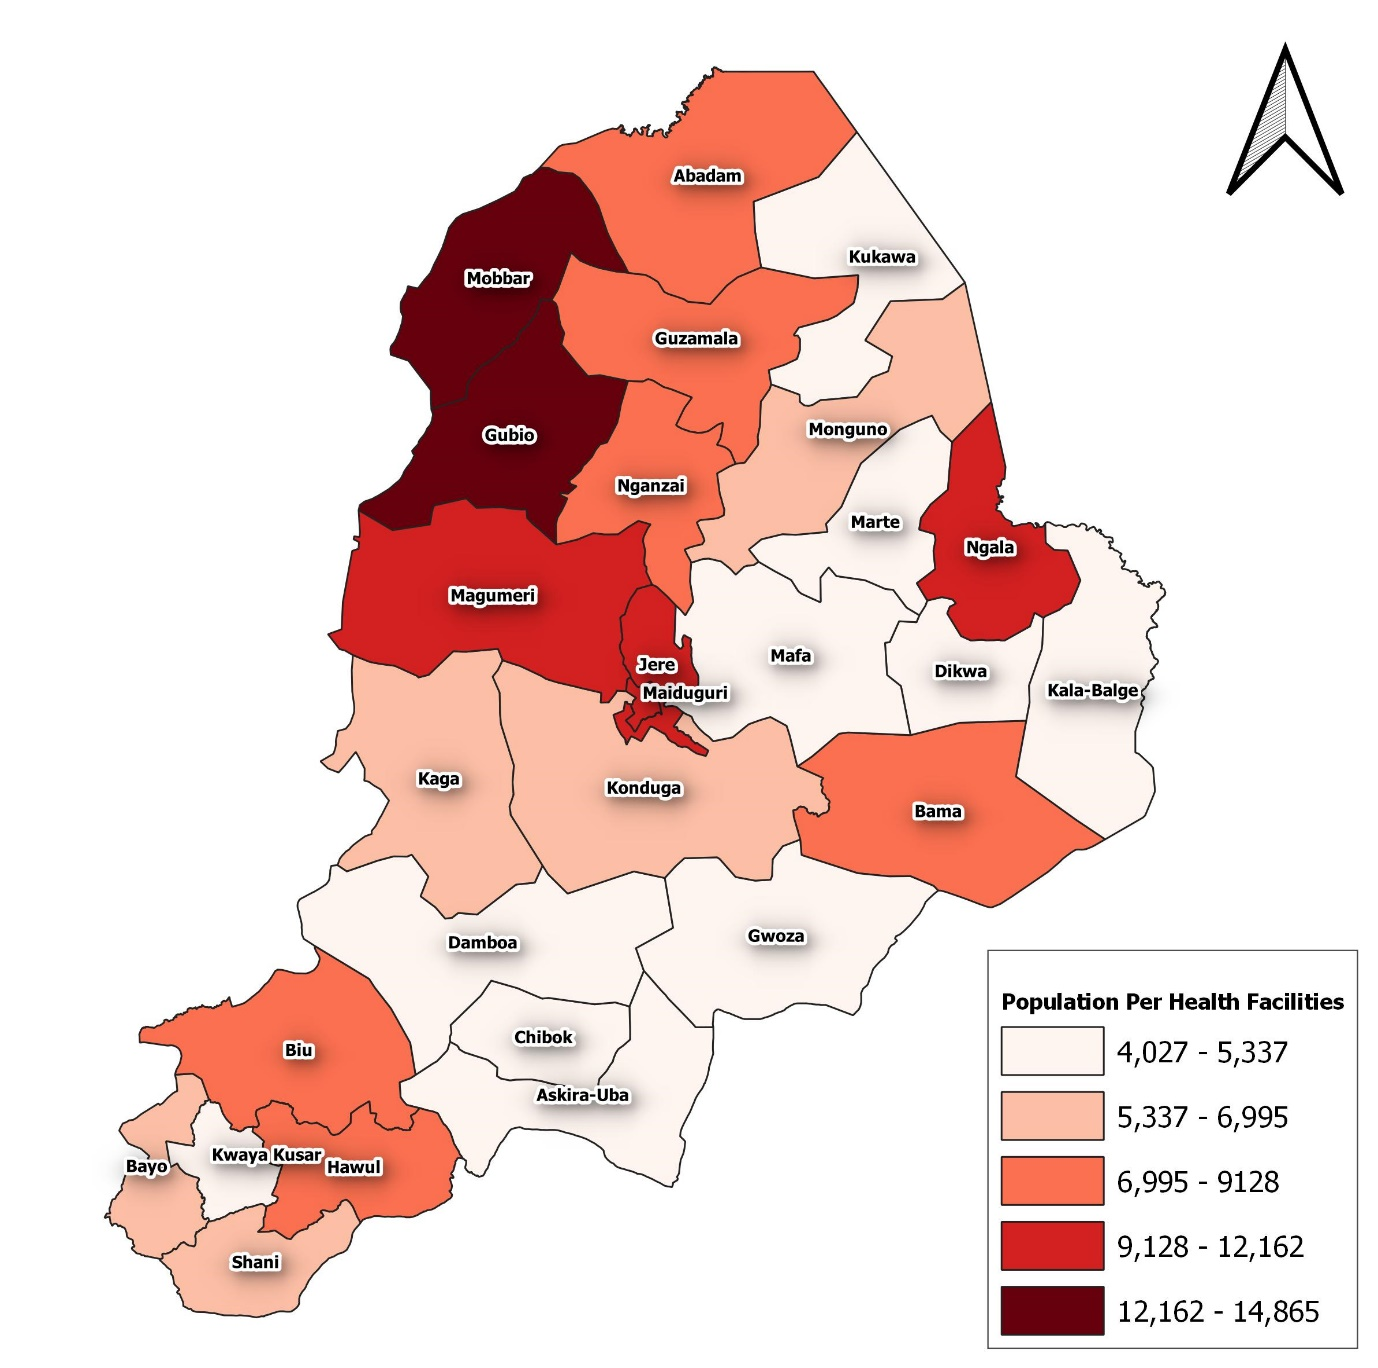 Abadam
Kukawa
Mobbar
Guzamala
Monguno
Gubio
Nganzai
Marte
Ngala
Magumeri
Mafa
Jere
Dikwa
Maiduguri
Kala-Balge
Kaga
Konduga
Bama
Gwoza
Damboa
Chibok
Biu
Askira-Uba
Kwaya Kusar
Bayo
Hawul
Shani
Population Per Health Facilities
4,027 - 5,337
5,337 - 6,995
6,995 - 9128
9,128 - 12,162
12,162 - 14,865